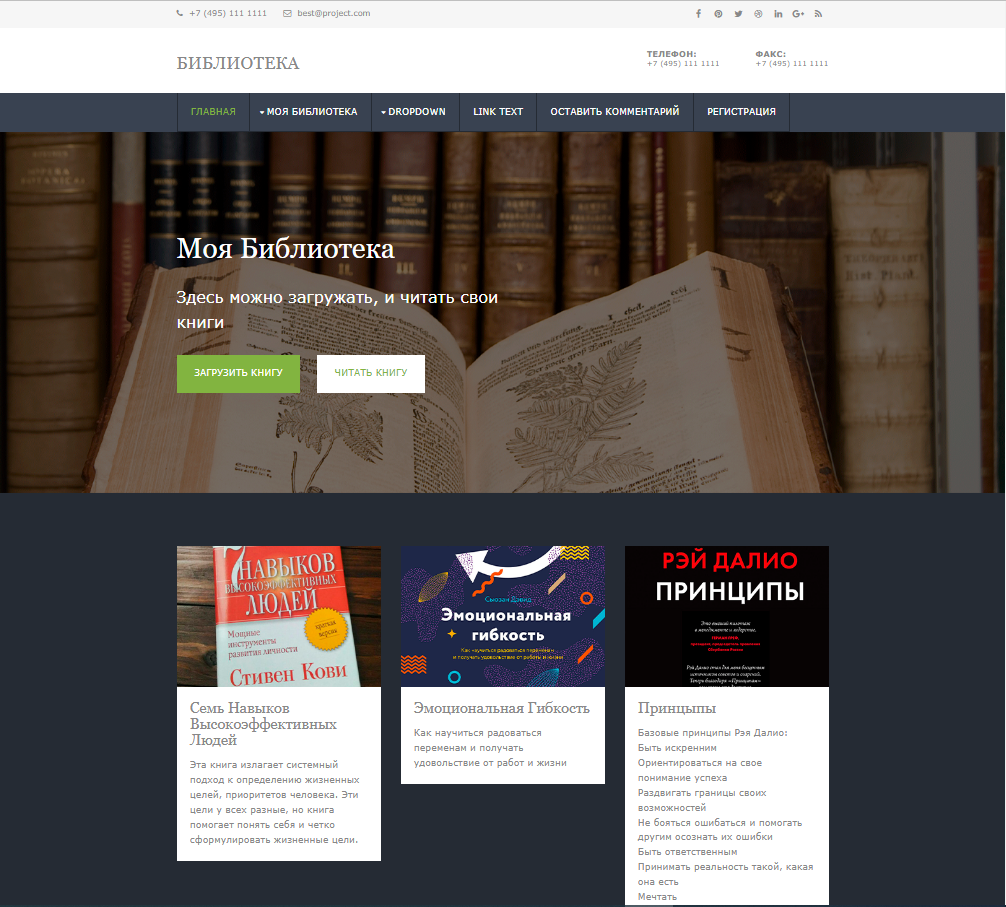 +7 (495) 111 1111 best@project.com
БИБЛИОТЕКА
ТЕЛЕФОН:
+7 (495) 111 1111
ФАКС:
+7 (495) 111 1111
ГЛАВНАЯ МОЯ БИБЛИОТЕКА DROPDOWN LINK TEXT ОСТАВИТЬ КОММЕНТАРИЙ РЕГИСТРАЦИЯ
Моя Библиотека
Здесь можно загружать, и читать свои
книги
ЗАГРУЗИТЬ КНИГУ ЧИТАТЬ КНИГУ
7 НАВЫКОВ
ВЫСОКОЭФФЕКТИВНЫХ
ЛЮДЕЙ
краткая
версия
Мощные
инструменты
развития личности
Стивен Кови
Семь Навыков
Высокоэффективных
Людей
Эта книга излагает системный
подход к определению жизненных
целей, приоритетов человека. Эти
цели у всех разные, но книга
помогает понять себя и четко
сформулировать жизненные цели.
Сьюзан Дэвид
Эмоциональная
гибкость
Как научиться радоваться переменам
и получать удовольствие от работы и жизни
Эмоциональная Гибкость
Как научиться радоваться
переменам и получать
удовольствие от работ и жизни
РЭЙ ДАЛИО
ПРИНЦИПЫ
Принцыпы
Базовые принципы Рэя Далио:
Быть искренним
Ориентироваться на свое
понимание успеха
Раздвигать границы своих
возможностей
Не бояться ошибаться и помогать
другим осознать их ошибки
Быть ответственным
Принимать реальность такой, какая
она есть
Мечтать